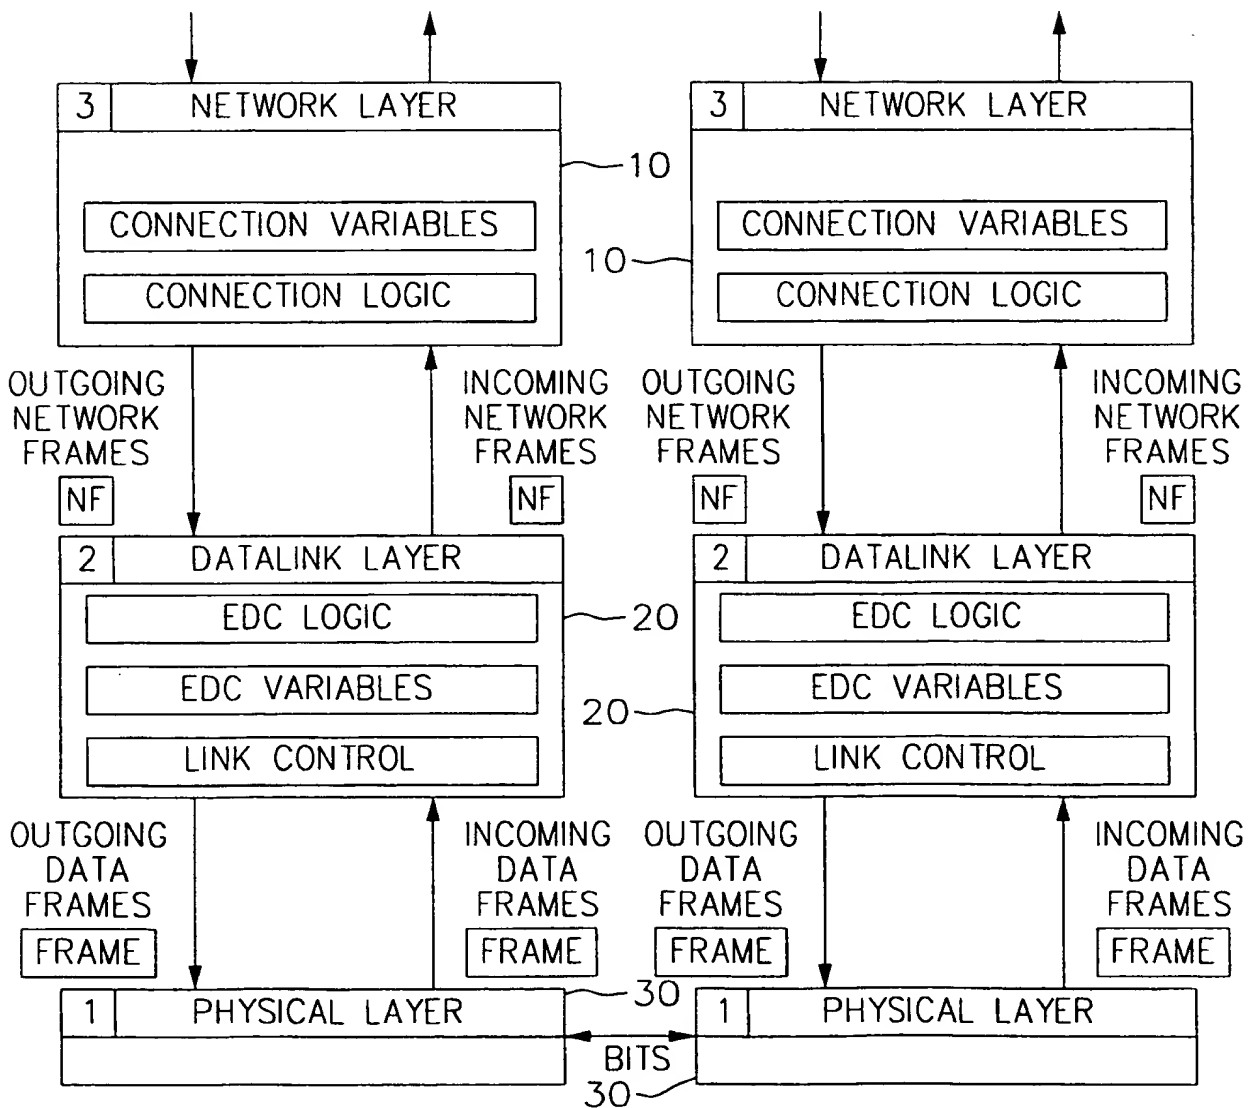 3 NETWORK LAYER
3 NETWORK LAYER
10
CONNECTION VARIABLES
CONNECTION VARIABLES
10
CONNECTION LOGIC
CONNECTION LOGIC
OUTGOING
NETWORK
FRAMES
NF
INCOMING
NETWORK
FRAMES
NF
OUTGOING
NETWORK
FRAMES
NF
INCOMING
NETWORK
FRAMES
NF
2 DATALINK LAYER
2 DATALINK LAYER
EDC LOGIC
20
EDC LOGIC
EDC VARIABLES
EDC VARIABLES
20
LINK CONTROL
LINK CONTROL
OUTGOING
DATA
FRAMES
FRAME
INCOMING
DATA
FRAMES
FRAME
OUTGOING
DATA
FRAMES
FRAME
INCOMING
DATA
FRAMES
FRAME
30
1 PHYSICAL LAYER
1 PHYSICAL LAYER
BITS
30